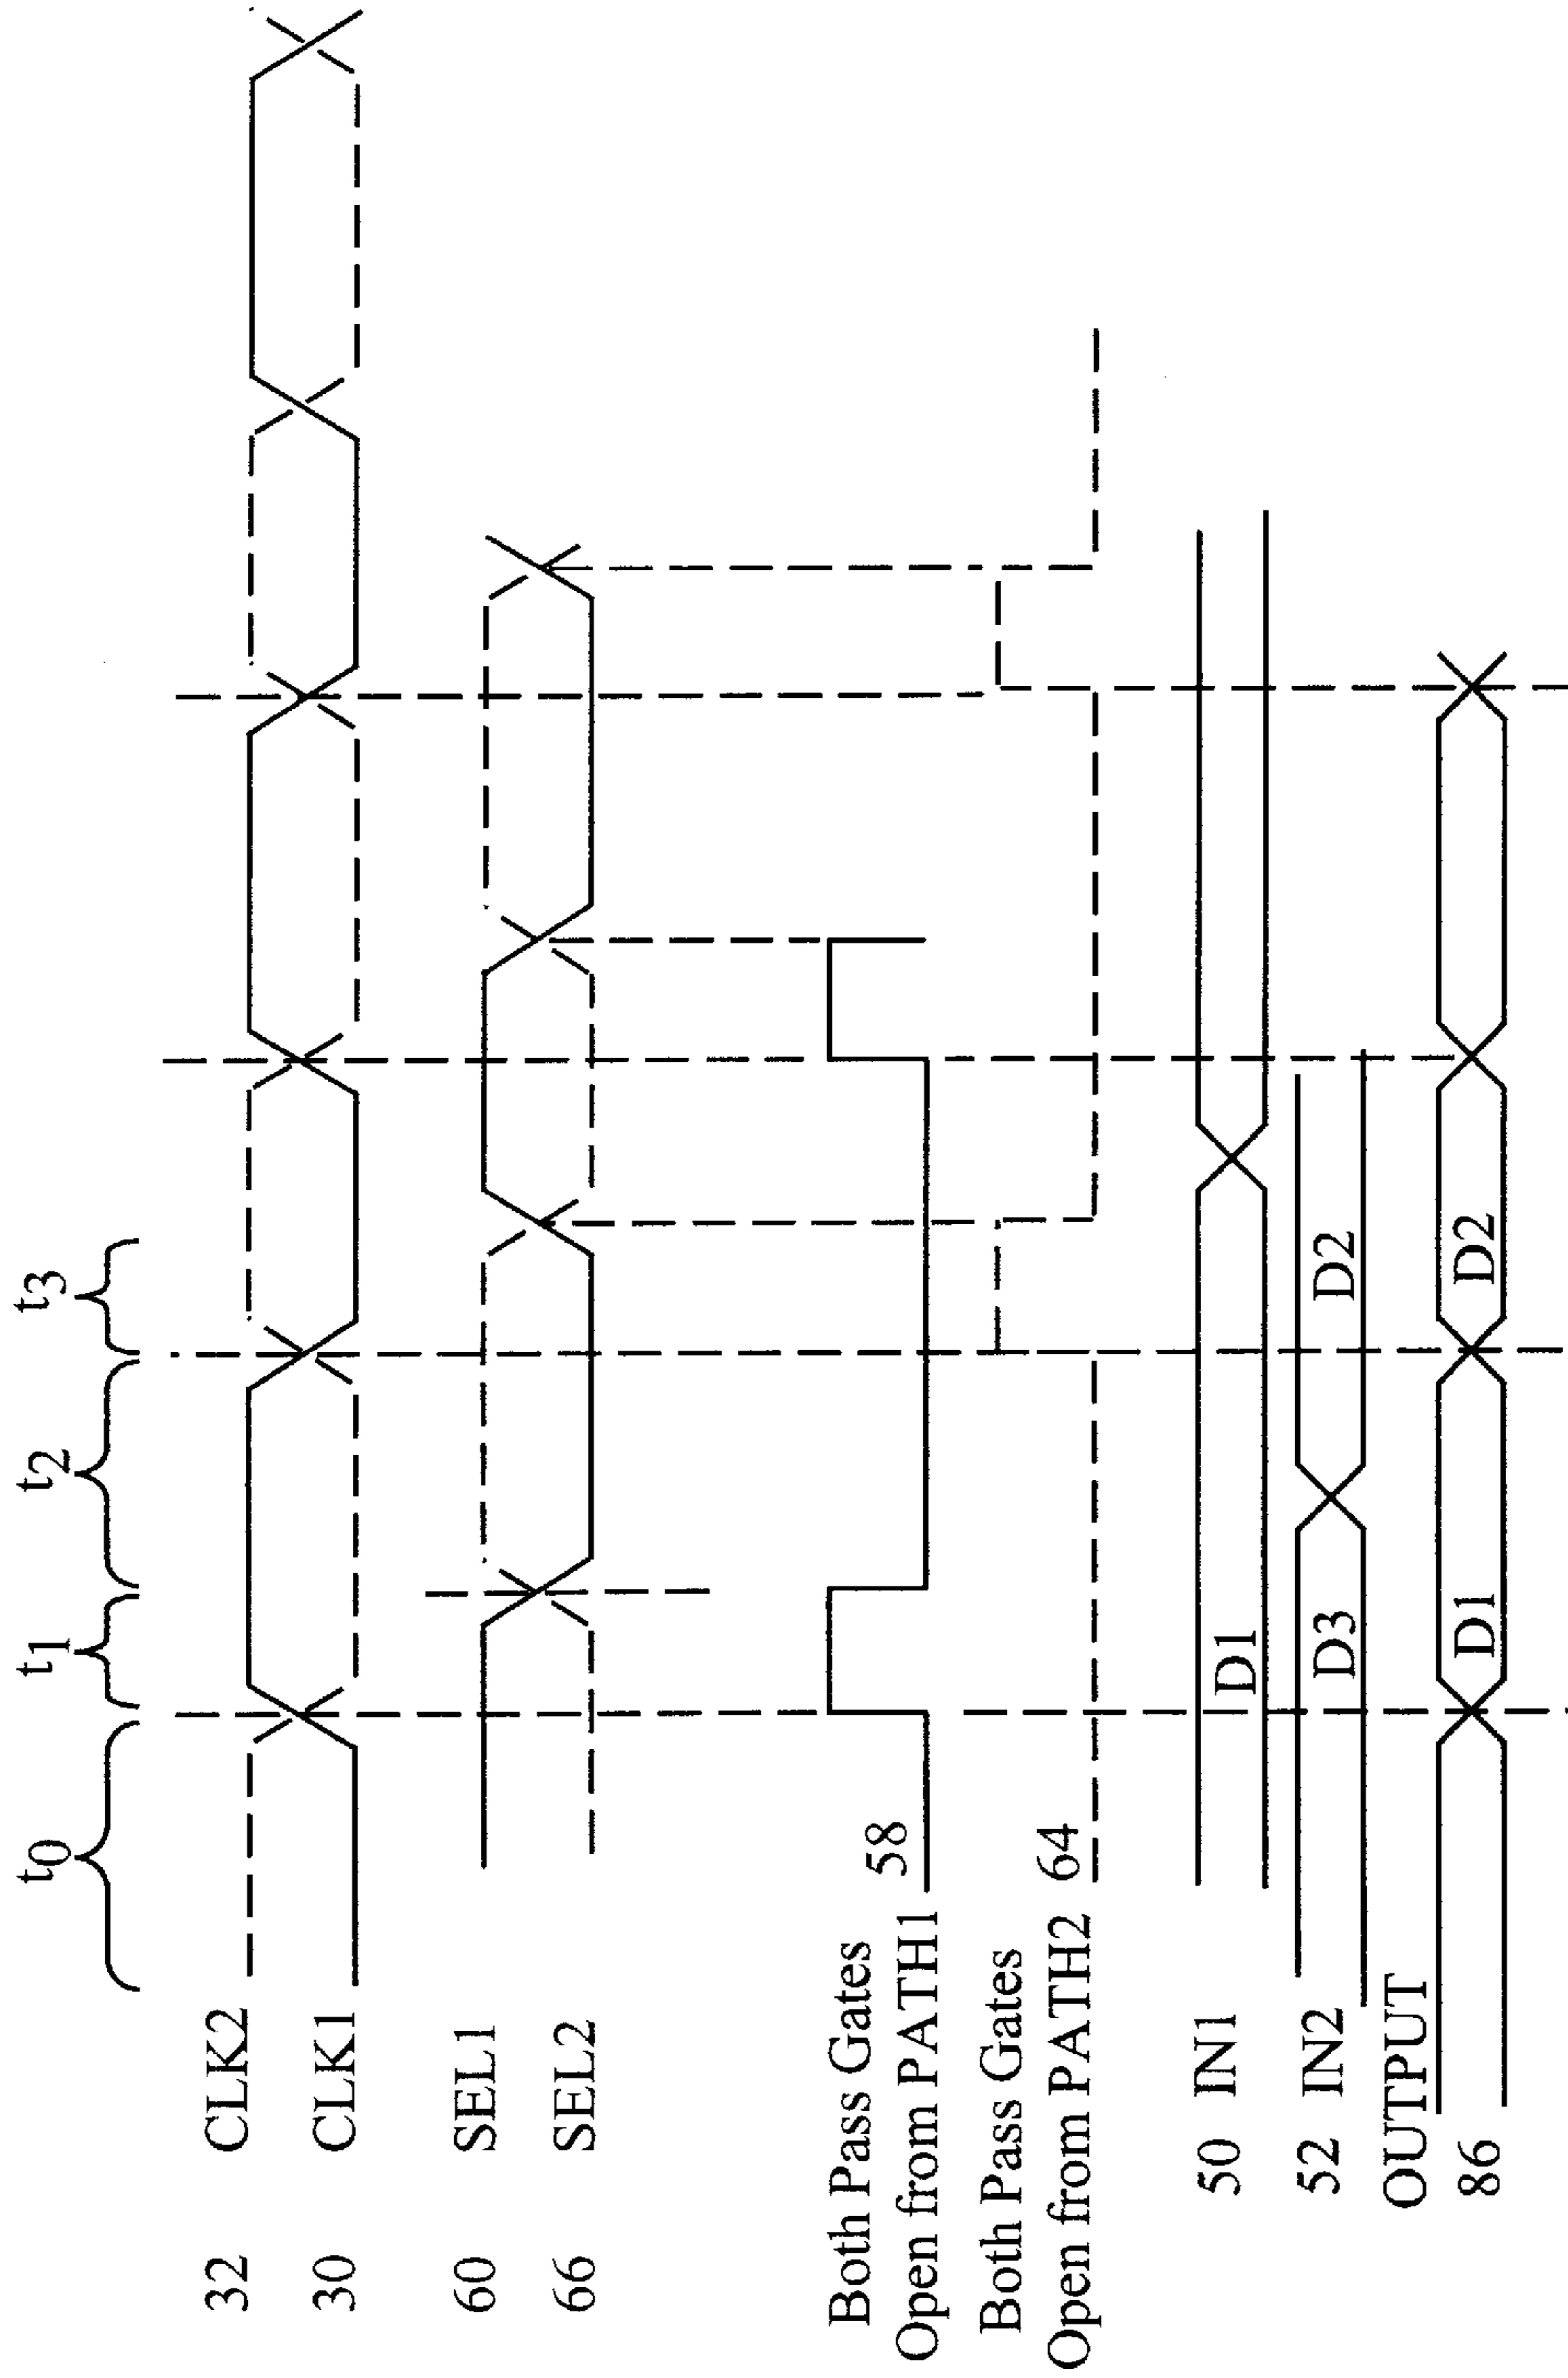 t0 t1 t2 t3
32 CLK2
30 CLK1
60 SEL1
66 SEL2
Both Pass Gates
Open from PATH1 58
Both Pass Gates
Open from PATH2 64
50 IN1 D1
52 IN2 D3 D2
OUTPUT
86 D1 D2